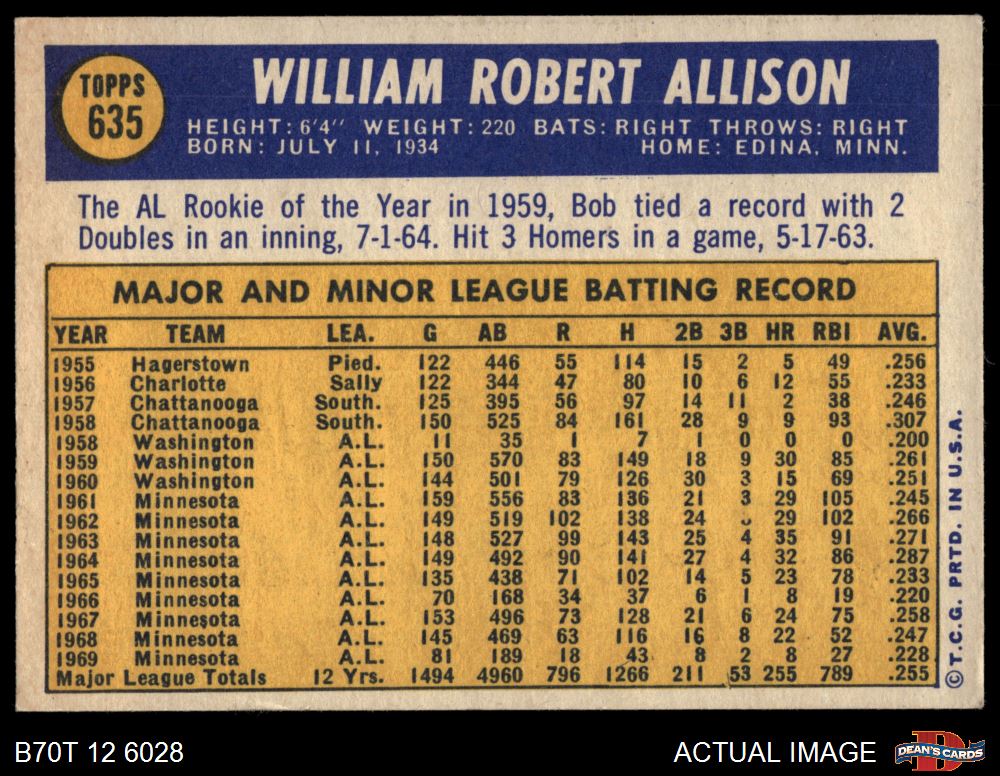 TOPPS
635
WILLIAM ROBERT ALLISON
HEIGHT: 6'4" WEIGHT: 220 BATS: RIGHT THROWS: RIGHT
BORN: JULY 11, 1934 HOME: EDINA, MINN.
The AL Rookie of the Year in 1959, Bob tied a record with 2
Doubles in an inning, 7-1-64. Hit 3 Homers in a game, 5-17-63.
MAJOR AND MINOR LEAGUE BATTING RECORD
YEAR TEAM LEA. G AB R H 2B 3B HR RBI AVG.
1955 Hagerstown Pied. 122 446 55 114 15 2 5 49 .256
1956 Charlotte Sally 122 344 47 80 10 6 12 55 .233
1957 Chattanooga South. 125 395 56 97 14 11 2 38 .246
1958 Chattanooga South. 150 525 84 161 28 9 9 93 .307
1958 Washington A.L. 11 35 1 7 1 0 0 0 .200
1959 Washington A.L. 150 570 83 149 18 9 30 85 .261
1960 Washington A.L. 144 501 79 126 30 3 15 69 .251
1961 Minnesota A.L. 159 556 83 136 21 3 29 105 .245
1962 Minnesota A.L. 149 519 102 138 24 29 102 .266
1963 Minnesota A.L. 148 527 99 143 25 4 35 91 .271
1964 Minnesota A.L. 149 492 90 141 27 4 32 86 .287
1965 Minnesota A.L. 135 438 71 102 14 5 23 78 .233
1966 Minnesota A.L. 70 168 34 37 6 1 8 19 .220
1967 Minnesota A.L. 153 496 73 128 21 6 24 75 .258
1968 Minnesota A.L. 145 469 63 116 16 8 22 52 .247
1969 Minnesota A.L. 81 189 18 43 8 2 8 27 .228
Major League Totals 12 Yrs. 1494 4960 796 1266 211 53 255 789 .255
©T.C.G. PRTD. IN U.S.A.
B70T 12 6028
ACTUAL IMAGE
DEAN'S CARDS